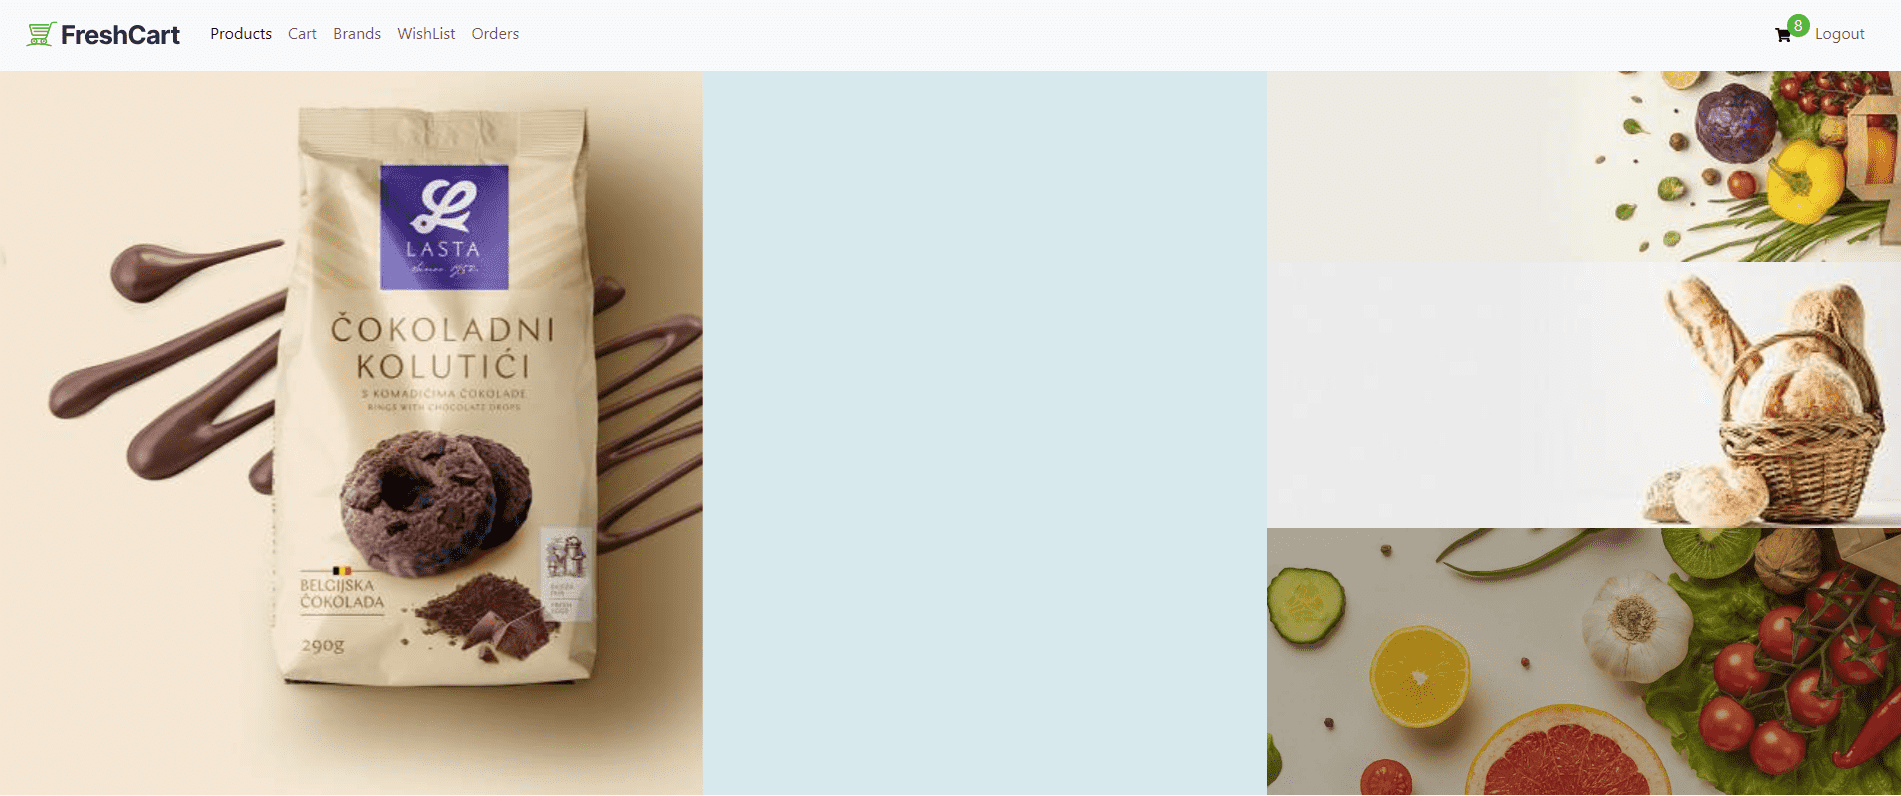 FreshCart
Products Cart Brands WishList Orders
8 Logout
LASTA
since 1952.
ČOKOLADNI
KOLUTIĆI
S KOMADIĆIMA ČOKOLADE
RINGS WITH CHOCOLATE DROPS
BELGIJSKA
ČOKOLADA
290g